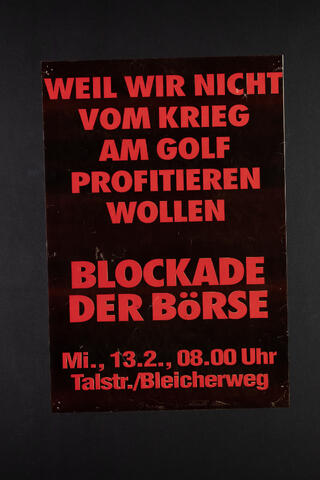 WEIL WIR NICHT
VOM KRIEG
AM GOLF
PROFITIEREN
WOLLEN
BLOCKADE
DER BöRSE
Mi., 13.2., 08.00 Uhr
Talstr./Bleicherweg